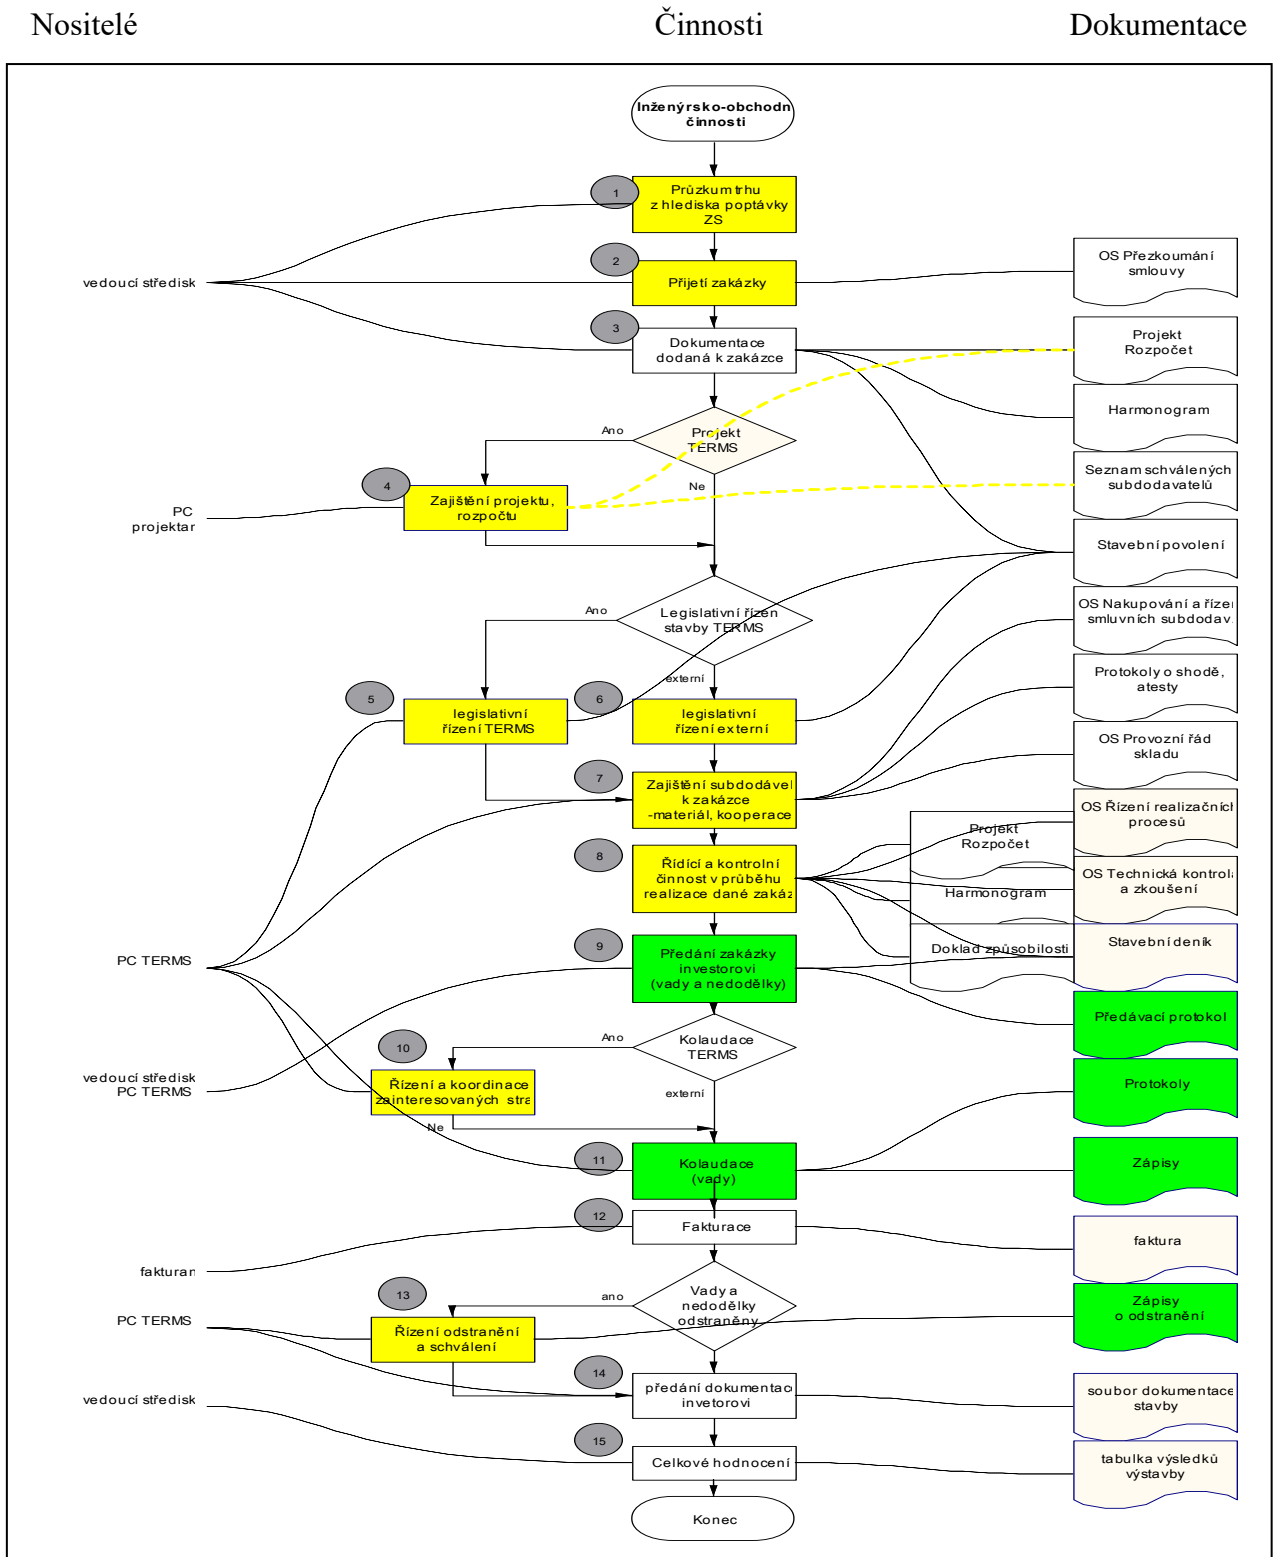 Nositelé
Činnosti
Dokumentace
Inženýrsko-obchodn
činnosti
1
Průzkum trhu
z hlediska poptávky
ZS
2
Přijetí zakázky
vedoucí středisk
OS Přezkoumání
smlouvy
3
Dokumentace
dodaná k zakázce
Projekt
Rozpočet
Harmonogram
Ano
Projekt
TERMS
Ne
4
Zajištění projektu,
rozpočtu
PC
projektan
Seznam schválených
subdodavatelů
Stavební povolení
Ano
Legislativní řízen
stavby TERMS
externí
OS Nakupování a říze
smluvních subdodav.
Protokoly o shodě,
atesty
5
legislativní
řízení TERMS
6
legislativní
řízení externí
OS Provozní řád
skladu
7
Zajištění subdodáve
k zakázce
-materiál, kooperace
OS Řízení realizačních
procesů
Projekt
Rozpočet
8
Řídící a kontrolní
činnost v průběhu
realizace dané zakáz
OS Technická kontrola
a zkoušení
Harmonogram
9
Předání zakázky
investorovi
(vady a nedodělky)
PC TERMS
Doklad způsobilosti
Stavební deník
Předávací protokol
Ano
Kolaudace
TERMS
externí
10
Řízení a koordinace
zainteresovaných stra
Ne
vedoucí středisk
PC TERMS
Protokoly
11
Kolaudace
(vady)
Zápisy
12
Fakturace
faktura
fakturan
ano
Vady a
nedodělky
odstraněny
13
Řízení odstranění
a schválení
PC TERMS
Zápisy
o odstranění
14
předání dokumentac
invetorovi
soubor dokumentace
stavby
vedoucí středisk
15
Celkové hodnocení
tabulka výsledků
výstavby
Konec